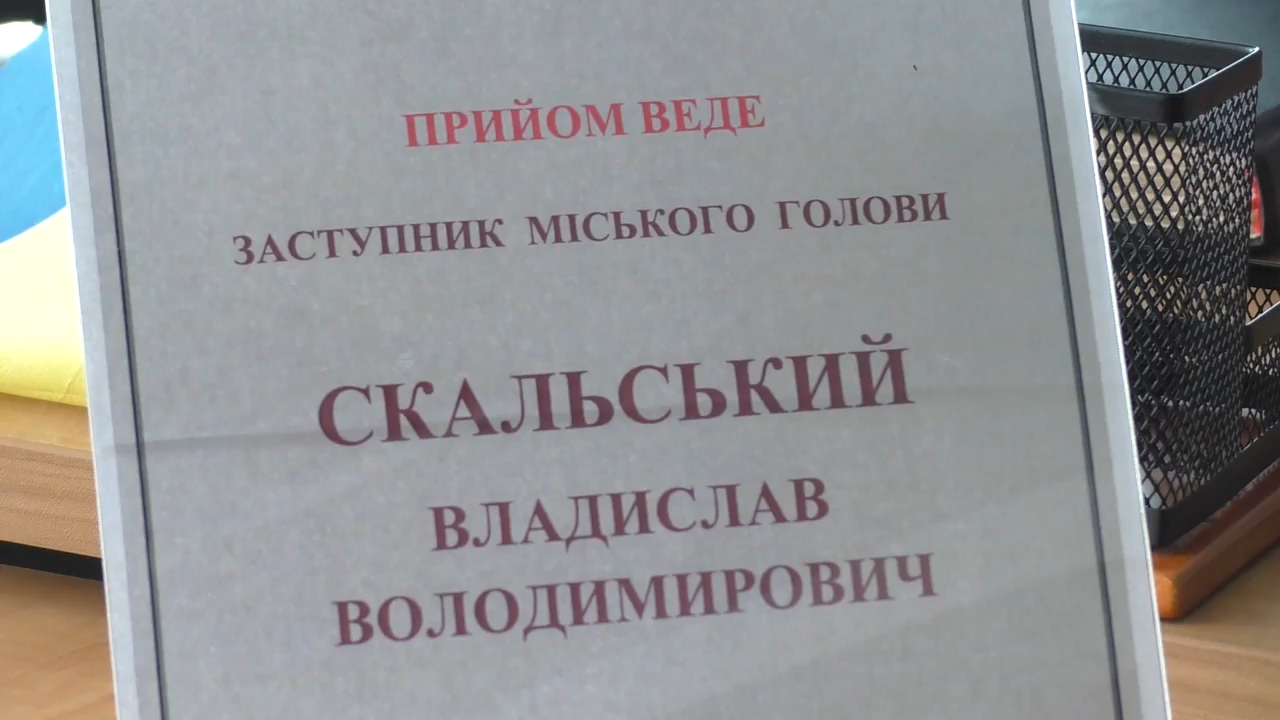 ПРИЙОМ ВЕДЕ
ЗАСТУПНИК МІСЬКОГО ГОЛОВИ
СКАЛЬСЬКИЙ
ВЛАДИСЛАВ
ВОЛОДИМИРОВИЧ